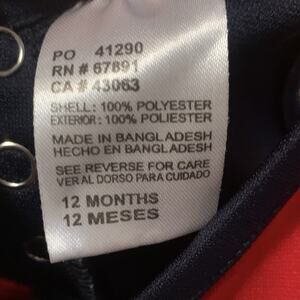 PO 41290
RN # 67891
CA # 43063
SHELL: 100% POLYESTER
EXTERIOR: 100% POLIESTER
MADE IN BANGLADESH
HECHO EN BANGLADESH
SEE REVERSE FOR CARE
VER AL DORSO PARA CUIDADO
12 MONTHS
12 MESES